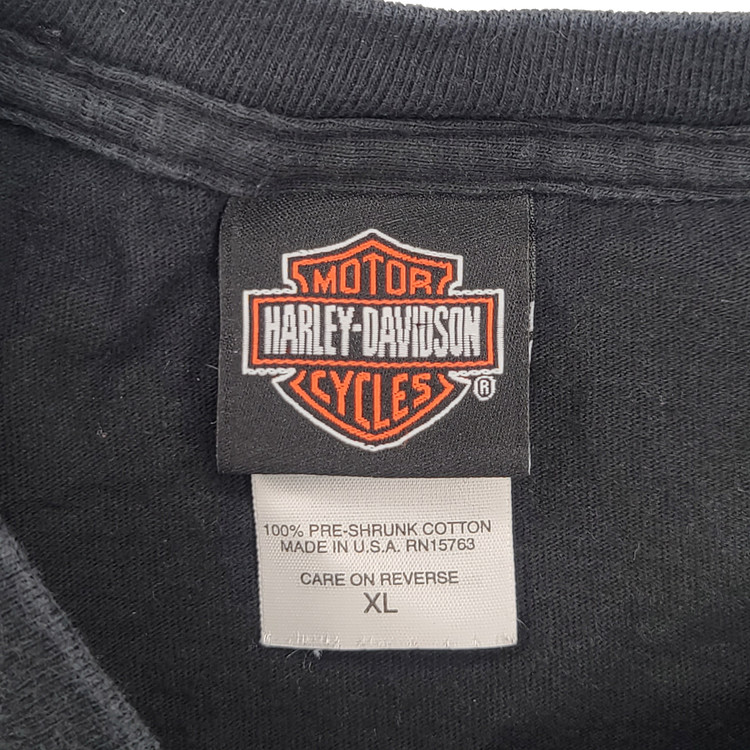 MOTOR
HARLEY-DAVIDSON
CYCLES
®
100% PRE-SHRUNK COTTON
MADE IN U.S.A. RN15763
CARE ON REVERSE
XL